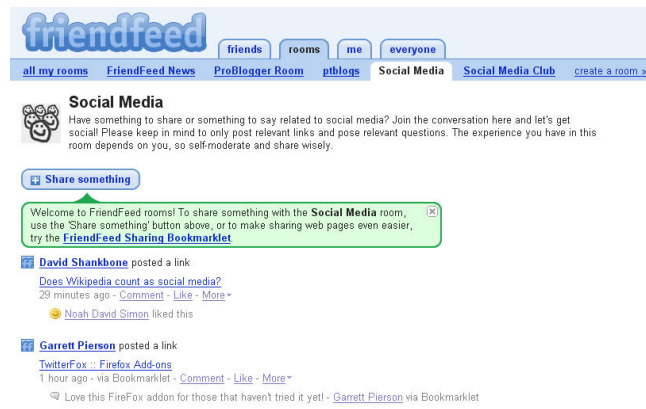 friendfeed
friends rooms me everyone
all my rooms FriendFeed News ProBlogger Room ptblogs Social Media Social Media Club create a room »
Social Media
Have something to share or something to say related to social media? Join the conversation here and let's get
social! Please keep in mind to only post relevant links and pose relevant questions. The experience you have in this
room depends on you, so self-moderate and share wisely.
Share something
Welcome to FriendFeed rooms! To share something with the Social Media room,
use the 'Share something' button above, or to make sharing web pages even easier,
try the FriendFeed Sharing Bookmarklet.
ff David Shankbone posted a link
Does Wikipedia count as social media?
29 minutes ago - Comment - Like - More
Noah David Simon liked this
ff Garrett Pierson posted a link
TwitterFox :: Firefox Add-ons
1 hour ago - via Bookmarklet - Comment - Like - More
Love this FireFox addon for those that haven't tried it yet! - Garrett Pierson via Bookmarklet